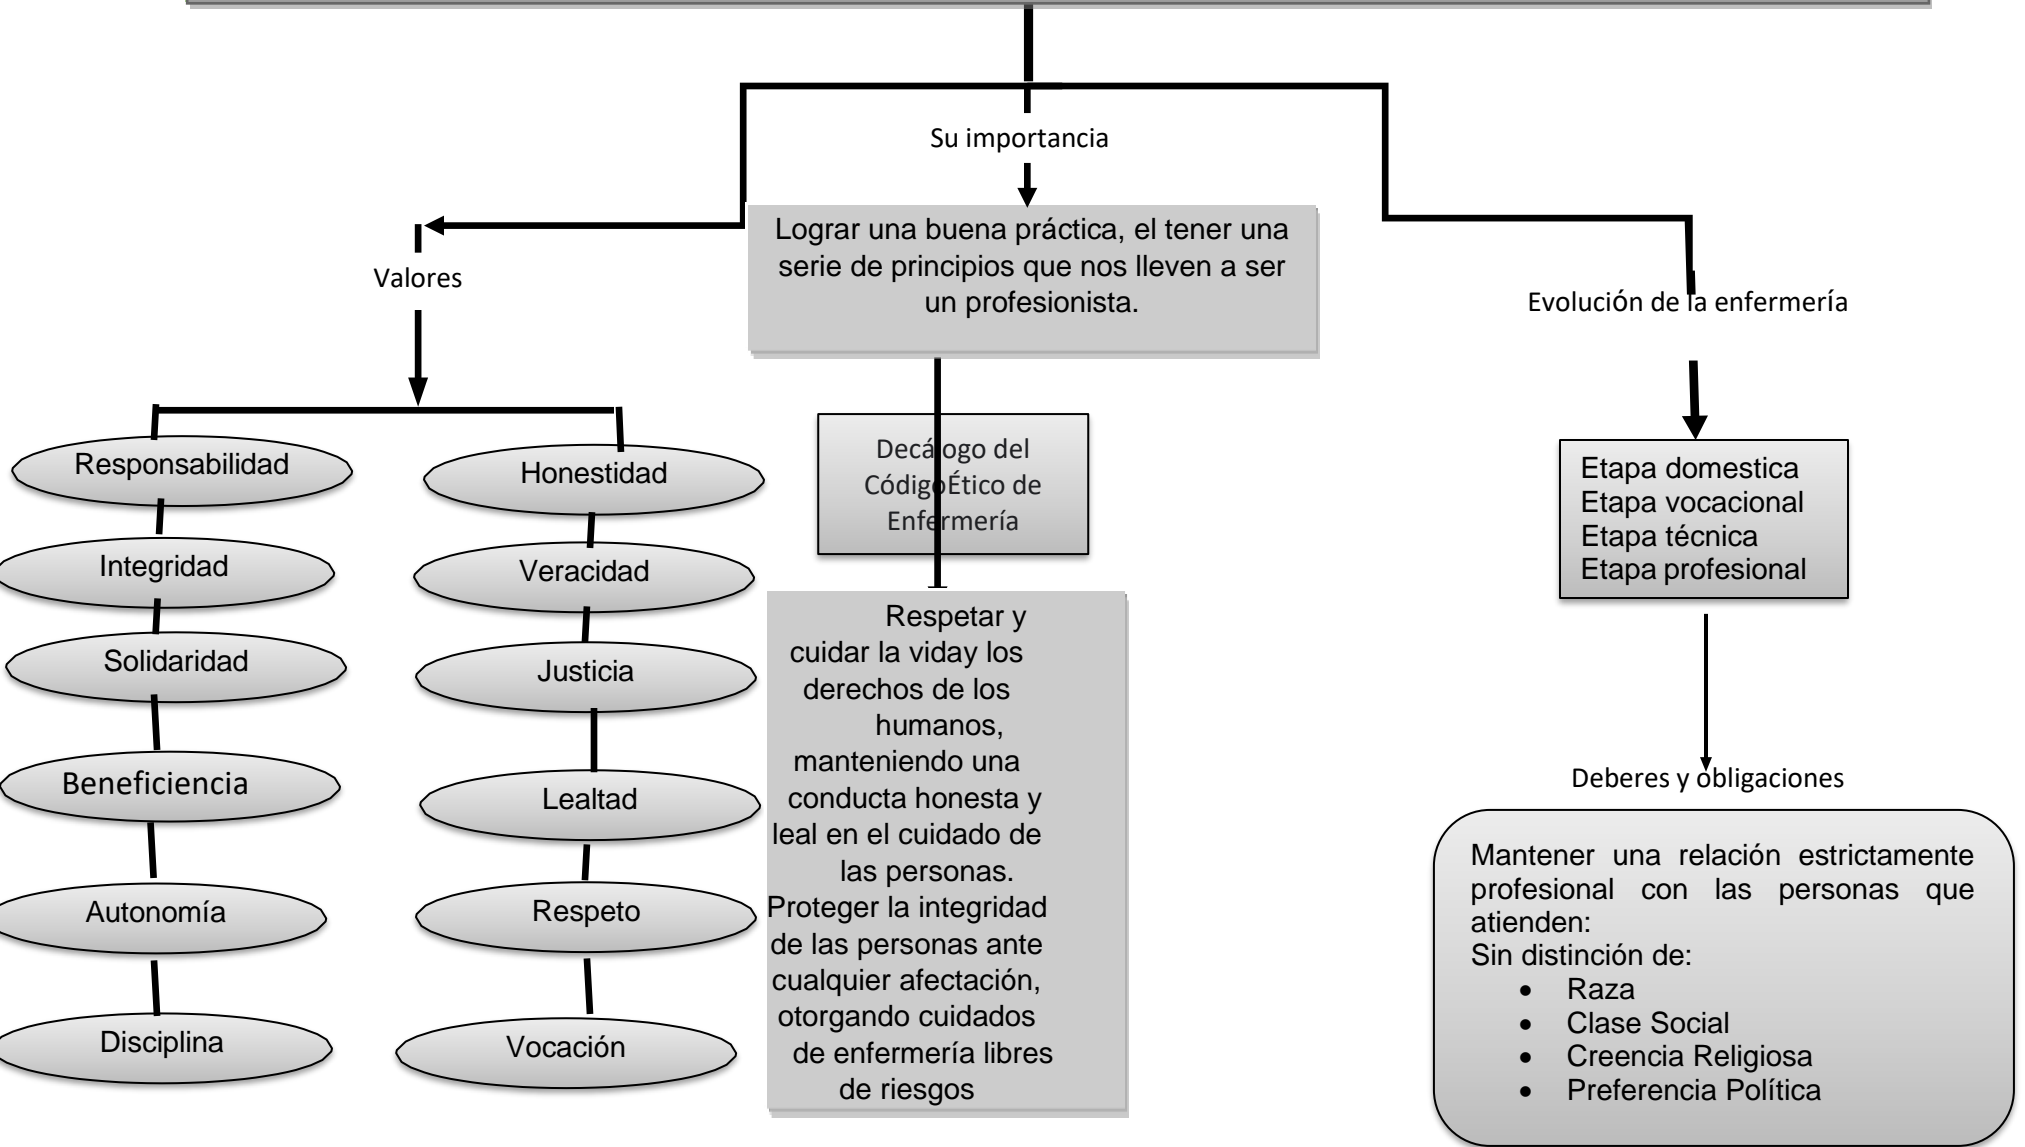 Su importancia
Lograr una buena práctica, el tener una
serie de principios que nos lleven a ser
un profesionista.
Valores
Responsabilidad
Integridad
Solidaridad
Beneficiencia
Autonomía
Disciplina
Honestidad
Veracidad
Justicia
Lealtad
Respeto
Vocación
Decálogo del
CódigoÉtico de
Enfermería
Respetar y
cuidar la viday los
derechos de los
humanos,
manteniendo una
conducta honesta y
leal en el cuidado de
las personas.
Proteger la integridad
de las personas ante
cualquier afectación,
otorgando cuidados
de enfermería libres
de riesgos
Evolución de la enfermería
Etapa domestica
Etapa vocacional
Etapa técnica
Etapa profesional
Deberes y obligaciones
Mantener una relación estrictamente
profesional con las personas que
atienden:
Sin distinción de:
• Raza
• Clase Social
• Creencia Religiosa
• Preferencia Política